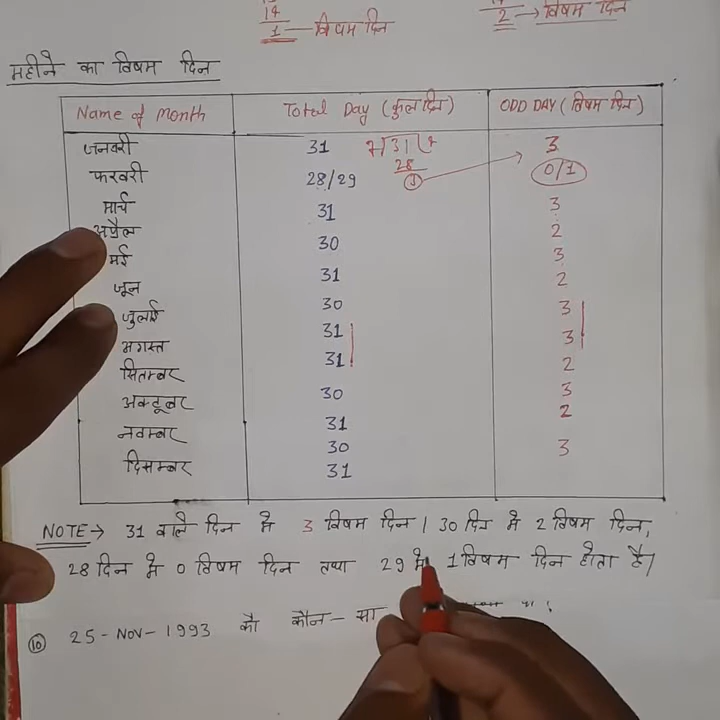 14
1 — विषम दिन
2 → विषम दिन
महीने का विषम दिन
Name of Month Total Day (कुल दिन) ODD DAY (विषम दिन)
जनवरी 31 3
फरवरी 28/29 0/1
मार्च 31 3
अप्रैल 30 2
मई 31 3
जून 30 2
जुलाई 31 3
अगस्त 31 3
सितम्बर 30 2
अक्टूबर 31 3
नवम्बर 30 2
दिसम्बर 31 3
31
28
NOTE → 31 वाले दिन में 3 विषम दिन / 30 दिन में 2 विषम दिन,
28 दिन में 0 विषम दिन तथा 29 में 1 विषम दिन होता है/
10 25-NOV-1993 को कौन-सा